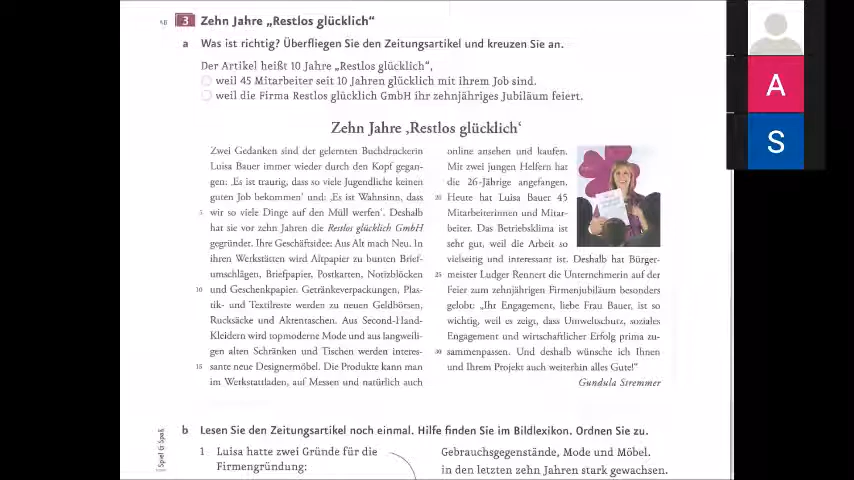 AB 3 Zehn Jahre „Restlos glücklich“
a Was ist richtig? Überfliegen Sie den Zeitungsartikel und kreuzen Sie an.
Der Artikel heißt 10 Jahre „Restlos glücklich“,
weil 45 Mitarbeiter seit 10 Jahren glücklich mit ihrem Job sind.
weil die Firma Restlos glücklich GmbH ihr zehnjähriges Jubiläum feiert.
Zehn Jahre ‚Restlos glücklich‘
Zwei Gedanken sind der gelernten Buchdruckerin
Luisa Bauer immer wieder durch den Kopf gegan-
gen: ‚Es ist traurig, dass so viele Jugendliche keinen
guten Job bekommen‘ und: ‚Es ist Wahnsinn, dass
5 wir so viele Dinge auf den Müll werfen‘. Deshalb
hat sie vor zehn Jahren die Restlos glücklich GmbH
gegründet. Ihre Geschäftsidee: Aus Alt mach Neu. In
ihren Werkstätten wird Altpapier zu bunten Brief-
umschlägen, Briefpapier, Postkarten, Notizblöcken
10 und Geschenkpapier. Getränkeverpackungen, Plas-
tik- und Textilreste werden zu neuen Geldbörsen,
Rucksäcke und Aktentaschen. Aus Second-Hand-
Kleidern wird topmoderne Mode und aus langweili-
gen alten Schränken und Tischen werden interes-
15 sante neue Designermöbel. Die Produkte kann man
im Werkstattladen, auf Messen und natürlich auch
online ansehen und kaufen.
Mit zwei jungen Helfern hat
die 26-Jährige angefangen.
20 Heute hat Luisa Bauer 45
Mitarbeiterinnen und Mitar-
beiter. Das Betriebsklima ist
sehr gut, weil die Arbeit so
vielseitig und interessant ist. Deshalb hat Bürger-
25 meister Ludger Rennert die Unternehmerin auf der
Feier zum zehnjährigen Firmenjubiläum besonders
gelobt: „Ihr Engagement, liebe Frau Bauer, ist so
wichtig, weil es zeigt, dass Umweltschutz, soziales
Engagement und wirtschaftlicher Erfolg prima zu-
30 sammenpassen. Und deshalb wünsche ich Ihnen
und Ihrem Projekt auch weiterhin alles Gute!“
Gundula Stremmer
b Lesen Sie den Zeitungsartikel noch einmal. Hilfe finden Sie im Bildlexikon. Ordnen Sie zu.
1 Luisa hatte zwei Gründe für die
Firmengründung:
Gebrauchsgegenstände, Mode und Möbel.
in den letzten zehn Jahren stark gewachsen.
Spiel & Spaß
A
S